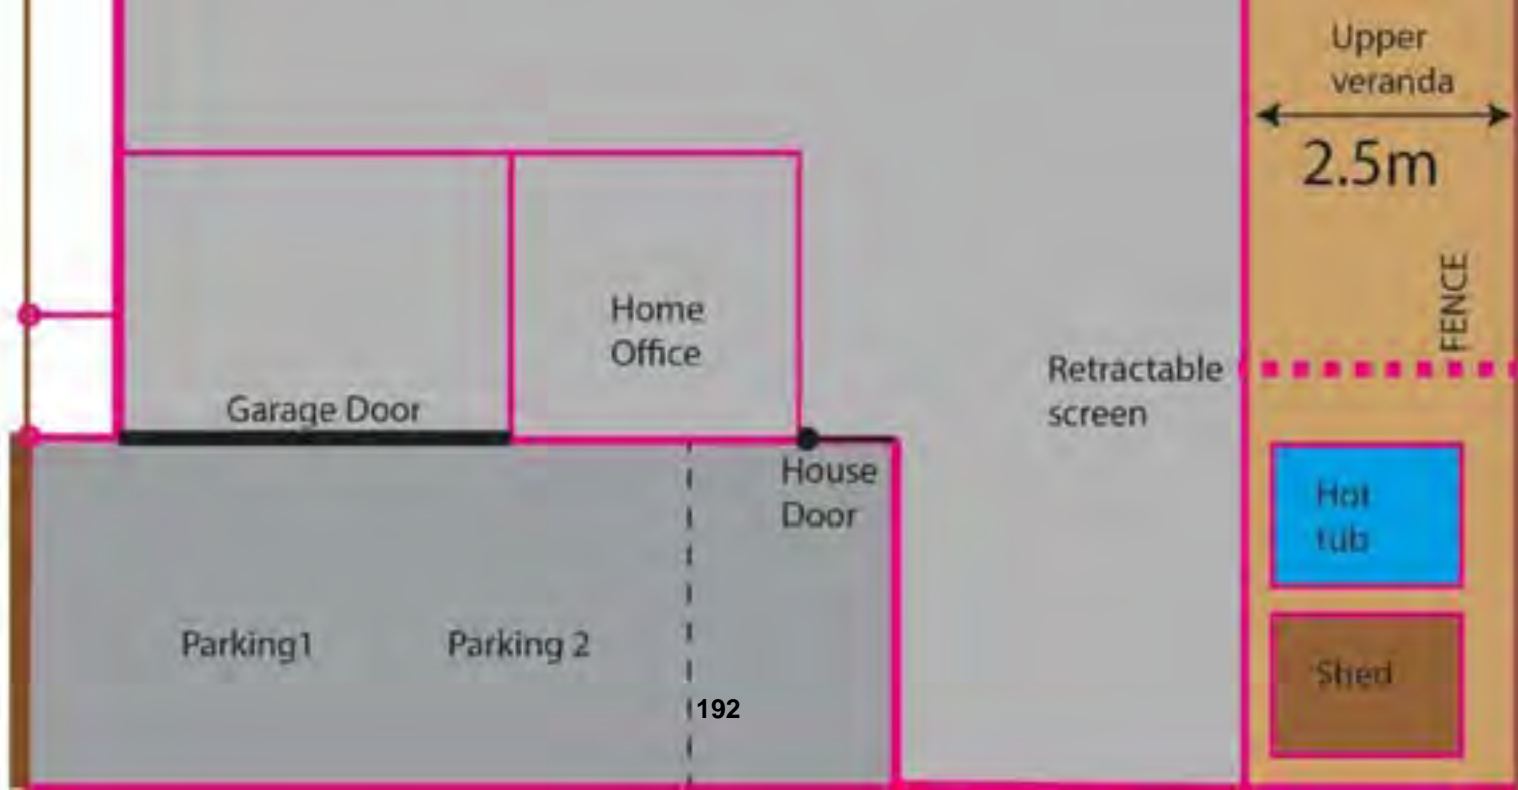 Upper
veranda
2.5m
FENCE
Home
Office
Retractable
screen
Garage Door
House
Door
Hot
tub
Parking1
Parking 2
Shed
192